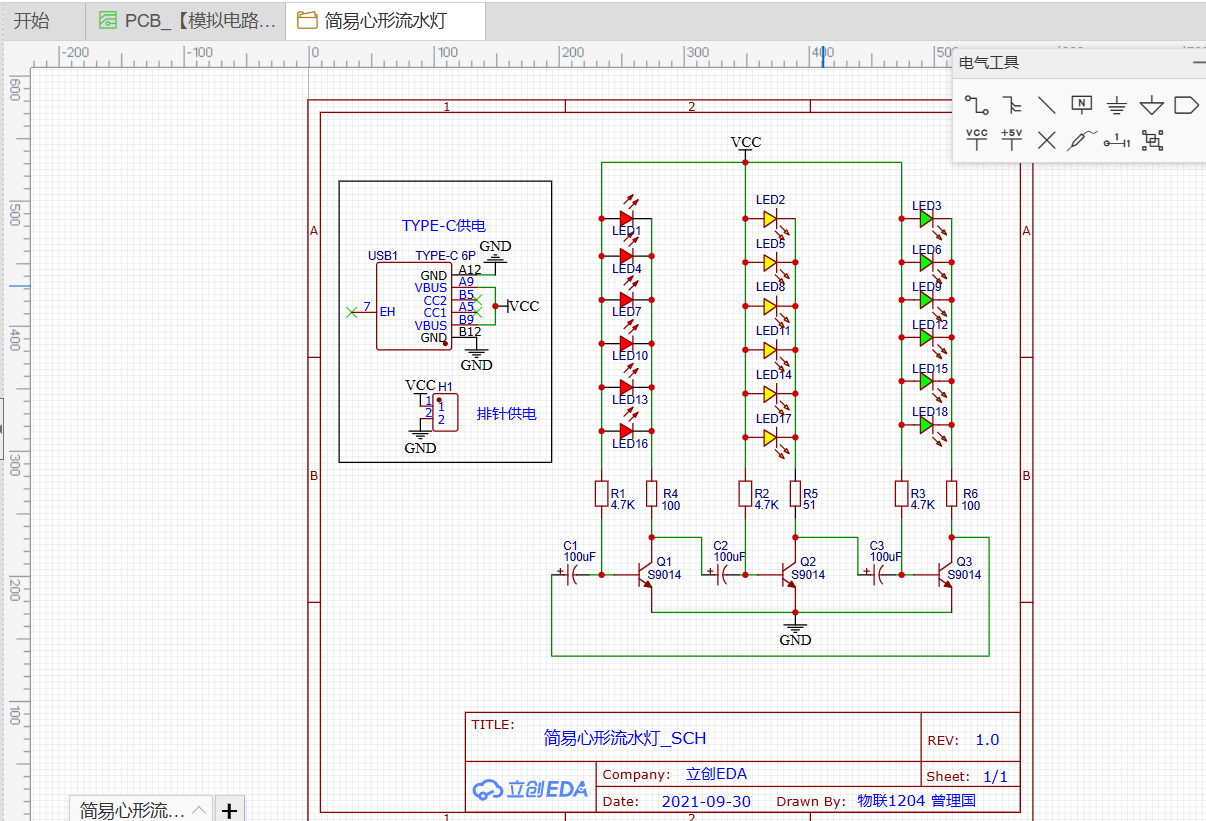 开始
PCB_【模拟电路...
简易心形流水灯
-200
-100
0
100
200
300
400
500
电气工具
N
VCC
+5V
1
600
500
400
300
200
100
1
2
A
A
B
B
1
2
TYPE-C供电
USB1
TYPE-C 6P
GND
GND
A12
VBUS
A9
CC2
B5
7
EH
CC1
A5
VCC
VBUS
B9
GND
B12
GND
VCC
H1
1
1
2
2
排针供电
GND
VCC
LED1
LED4
LED7
LED10
LED13
LED16
LED2
LED5
LED8
LED11
LED14
LED17
LED3
LED6
LED9
LED12
LED15
LED18
R1
4.7K
R4
100
R2
4.7K
R5
51
R3
4.7K
R6
100
C1
100uF
Q1
S9014
C2
100uF
Q2
S9014
C3
100uF
Q3
S9014
GND
TITLE:
简易心形流水灯_SCH
REV: 1.0
立创EDA
Company: 立创EDA
Sheet: 1/1
Date: 2021-09-30
Drawn By: 物联1204 曾理国
简易心形流...